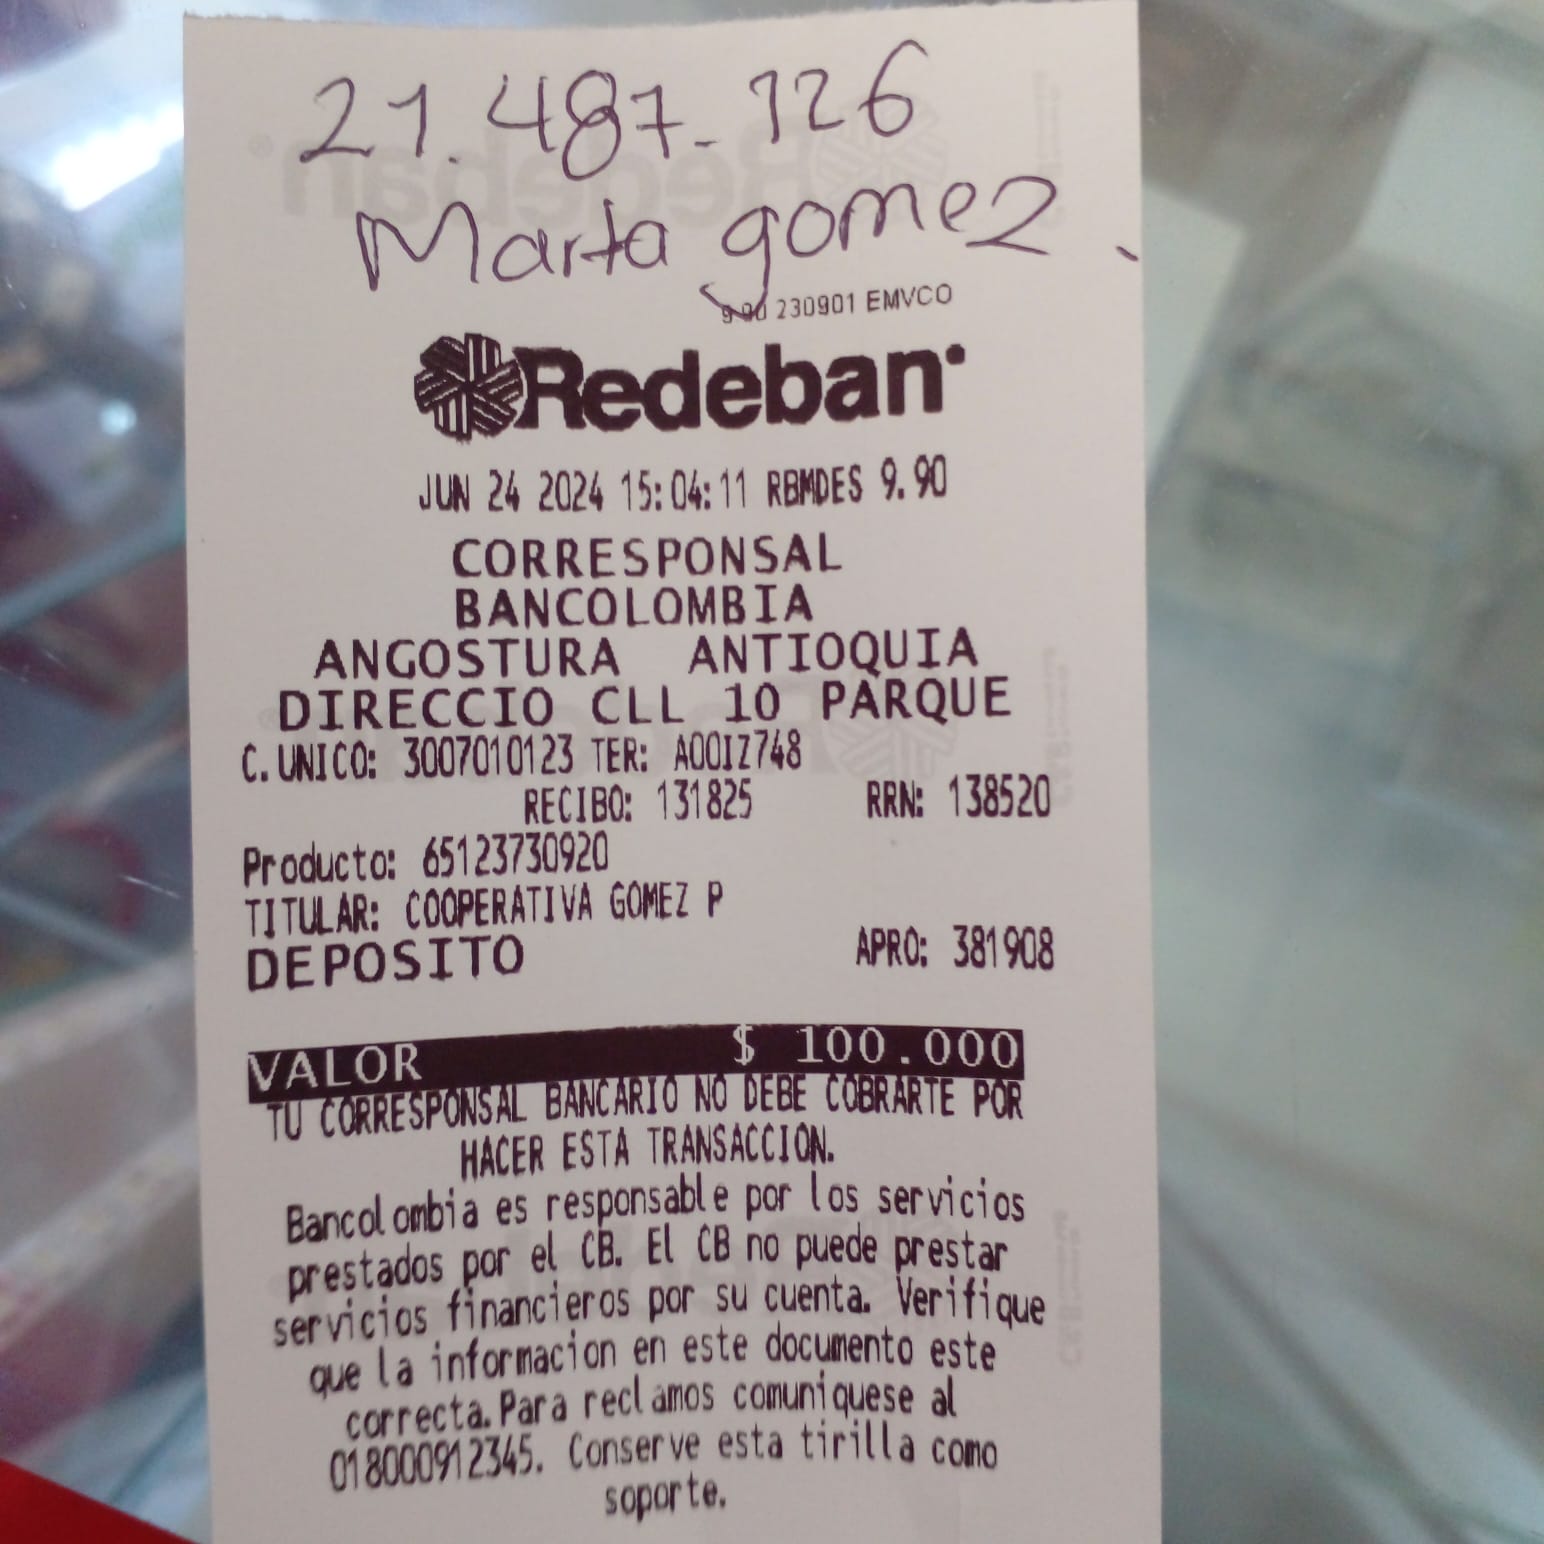 21.487-126
Marta gomez.
9.90 230901 EMVCO
Redeban
JUN 24 2024 15:04:11 RBMDES 9.90
CORRESPONSAL
BANCOLOMBIA
ANGOSTURA ANTIOQUIA
DIRECCIO CLL 10 PARQUE
C.UNICO: 3007010123 TER: A00IZ748
RECIBO: 131825 RRN: 138520
Producto: 65123730920
TITULAR: COOPERATIVA GOMEZ P
DEPOSITO APRO: 381908
VALOR $ 100.000
TU CORRESPONSAL BANCARIO NO DEBE COBRARTE POR
HACER ESTA TRANSACCION.
Bancolombia es responsable por los servicios
prestados por el CB. El CB no puede prestar
servicios financieros por su cuenta. Verifique
que la informacion en este documento este
correcta. Para reclamos comuniquese al
018000912345. Conserve esta tirilla como
soporte.